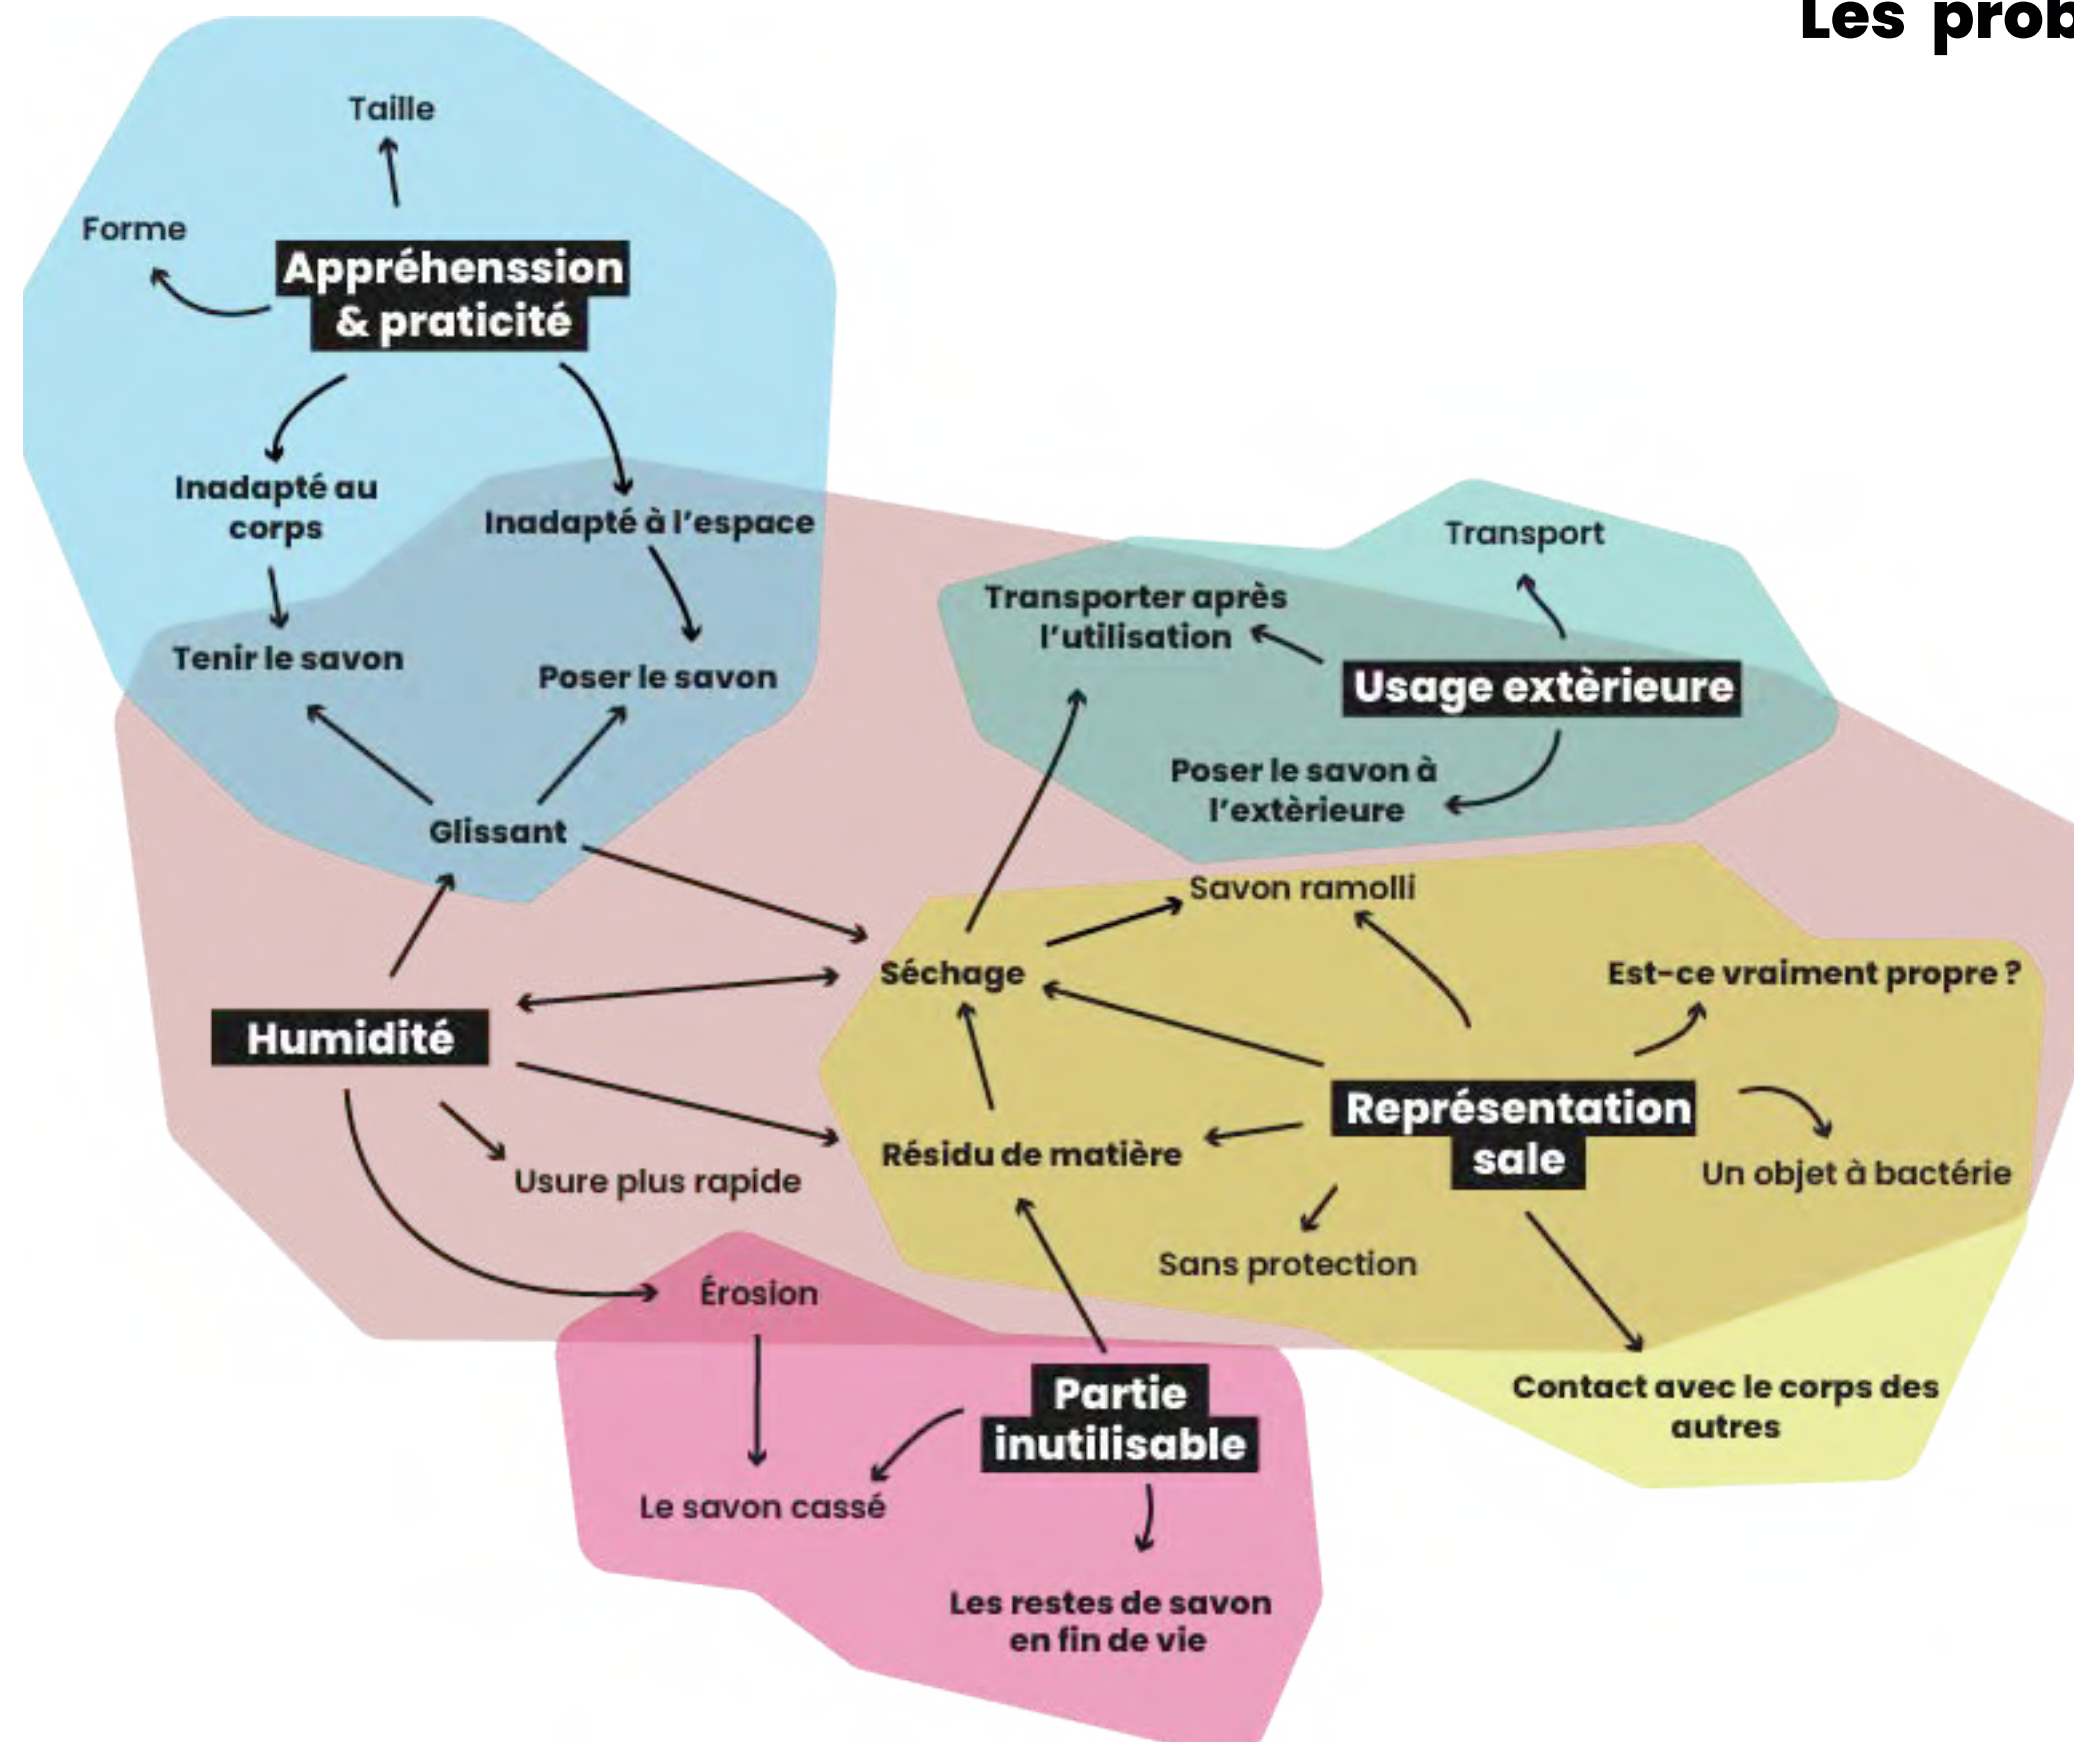 Les prob
Taille
Forme
Appréhenssion
& praticité
Inadapté au
corps
Inadapté à l'espace
Tenir le savon
Poser le savon
Glissant
Transport
Transporter après
l'utilisation
Usage extèrieure
Poser le savon à
l'extèrieure
Savon ramolli
Séchage
Est-ce vraiment propre ?
Humidité
Représentation
sale
Résidu de matière
Un objet à bactérie
Usure plus rapide
Sans protection
Érosion
Contact avec le corps des
autres
Partie
inutilisable
Le savon cassé
Les restes de savon
en fin de vie